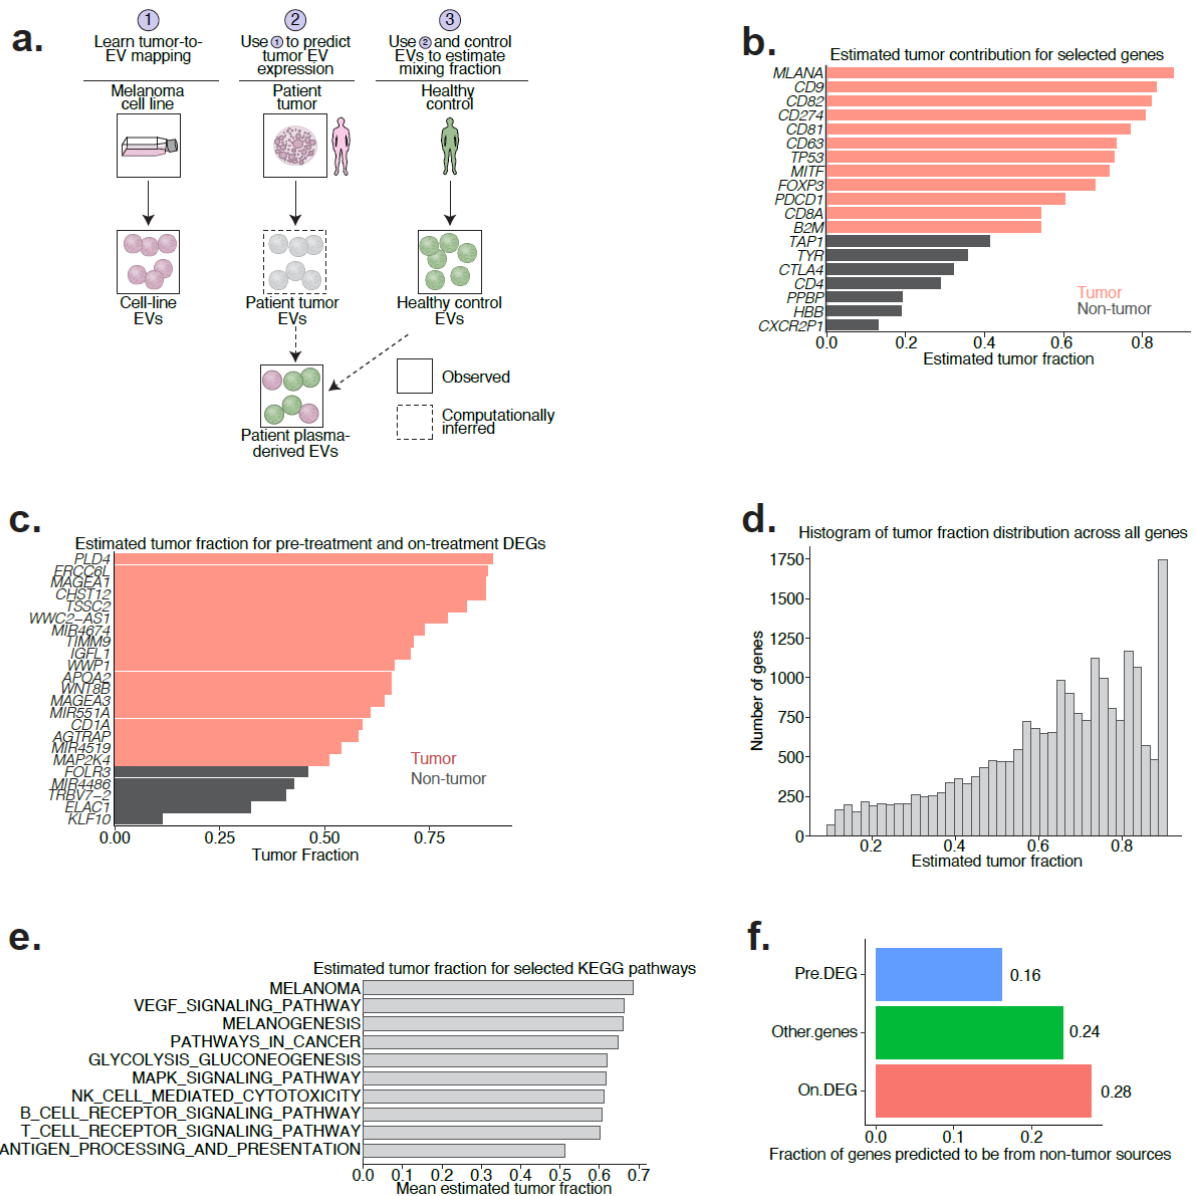 a.
1
Learn tumor-to-
EV mapping
Melanoma
cell line
Cell-line
EVs
2
Use 1 to predict
tumor EV
expression
Patient
tumor
Patient tumor
EVs
Patient plasma-
derived EVs
3
Use 2 and control
EVs to estimate
mixing fraction
Healthy
control
Healthy control
EVs
Observed
Computationally
inferred
b.
Estimated tumor contribution for selected genes
MLANA
CD9
CD82
CD274
CD81
CD63
TP53
MITF
FOXP3
PDCD1
CD8A
B2M
TAP1
TYR
CTLA4
CD4
PPBP
HBB
CXCR2P1
Tumor
Non-tumor
0.0 0.2 0.4 0.6 0.8
Estimated tumor fraction
c.
Estimated tumor fraction for pre-treatment and on-treatment DEGs
PLD4
ERCC6L
MAGEA1
CHST12
TSSC2
WWC2-AS1
MIR4674
TIMM9
IGFL1
WWP1
APOA2
WNT8B
MAGEA3
MIR551A
CD1A
AGTRAP
MIR4519
MAP2K4
FOLR3
MIR4486
TRBV7-2
ELAC1
KLF10
Tumor
Non-tumor
0.00 0.25 0.50 0.75
Tumor Fraction
d.
Histogram of tumor fraction distribution across all genes
Number of genes
1750
1500
1250
1000
750
500
250
0
0.2 0.4 0.6 0.8
Estimated tumor fraction
e.
Estimated tumor fraction for selected KEGG pathways
MELANOMA
VEGF_SIGNALING_PATHWAY
MELANOGENESIS
PATHWAYS_IN_CANCER
GLYCOLYSIS_GLUCONEOGENESIS
MAPK_SIGNALING_PATHWAY
NK_CELL_MEDIATED_CYTOTOXICITY
B_CELL_RECEPTOR_SIGNALING_PATHWAY
T_CELL_RECEPTOR_SIGNALING_PATHWAY
ANTIGEN_PROCESSING_AND_PRESENTATION
0.0 0.1 0.2 0.3 0.4 0.5 0.6 0.7
Mean estimated tumor fraction
f.
Pre.DEG 0.16
Other.genes 0.24
On.DEG 0.28
0.0 0.1 0.2
Fraction of genes predicted to be from non-tumor sources